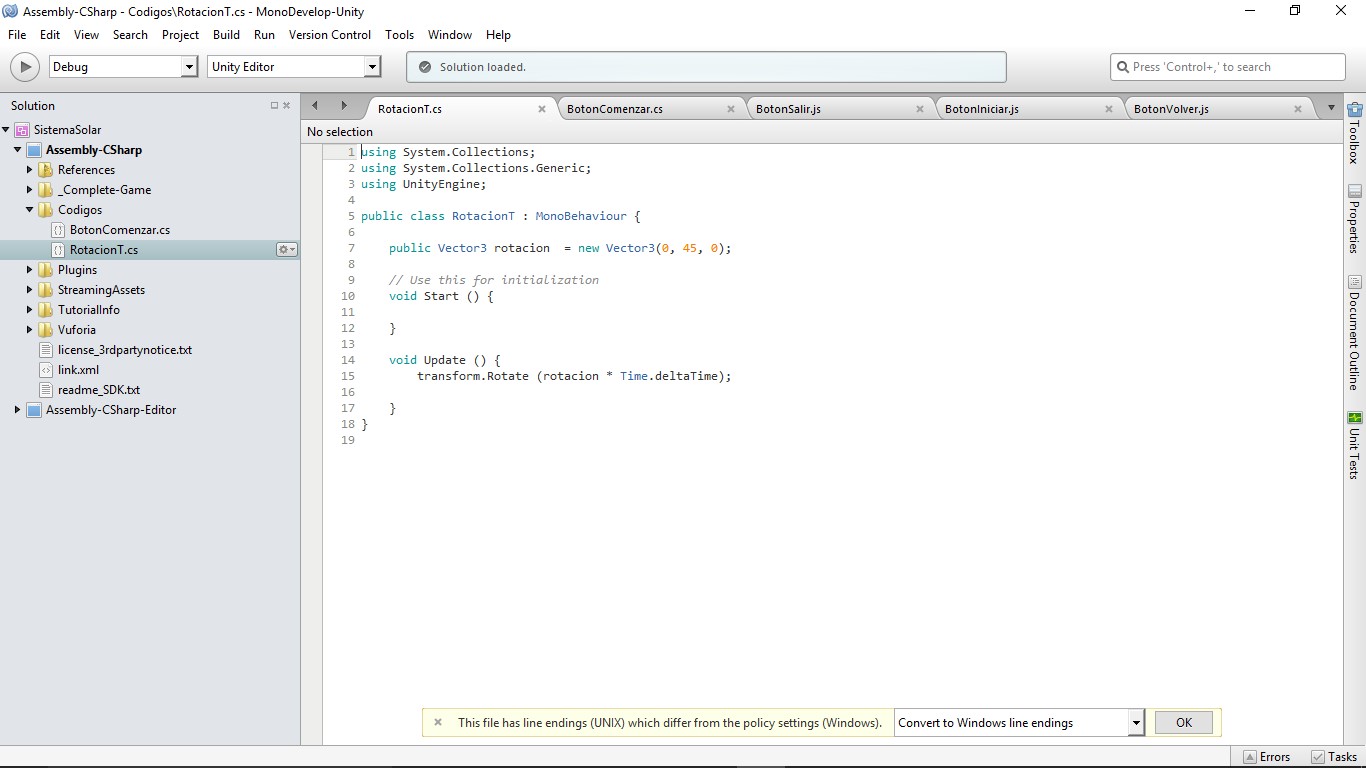 Assembly-CSharp - Codigos\RotacionT.cs - MonoDevelop-Unity
File Edit View Search Project Build Run Version Control Tools Window Help
Debug Unity Editor Solution loaded. Press 'Control+,' to search
Solution
SistemaSolar
Assembly-CSharp
References
_Complete-Game
Codigos
BotonComenzar.cs
RotacionT.cs
Plugins
StreamingAssets
TutorialInfo
Vuforia
license_3rdpartynotice.txt
link.xml
readme_SDK.txt
Assembly-CSharp-Editor
RotacionT.cs BotonComenzar.cs BotonSalir.js BotonIniciar.js BotonVolver.js
No selection
1 using System.Collections;
2 using System.Collections.Generic;
3 using UnityEngine;
4
5 public class RotacionT : MonoBehaviour {
6
7     public Vector3 rotacion  = new Vector3(0, 45, 0);
8
9     // Use this for initialization
10     void Start () {
11
12     }
13
14     void Update () {
15         transform.Rotate (rotacion * Time.deltaTime);
16
17     }
18 }
19
Toolbox
Properties
Document Outline
Unit Tests
This file has line endings (UNIX) which differ from the policy settings (Windows). Convert to Windows line endings OK
Errors Tasks